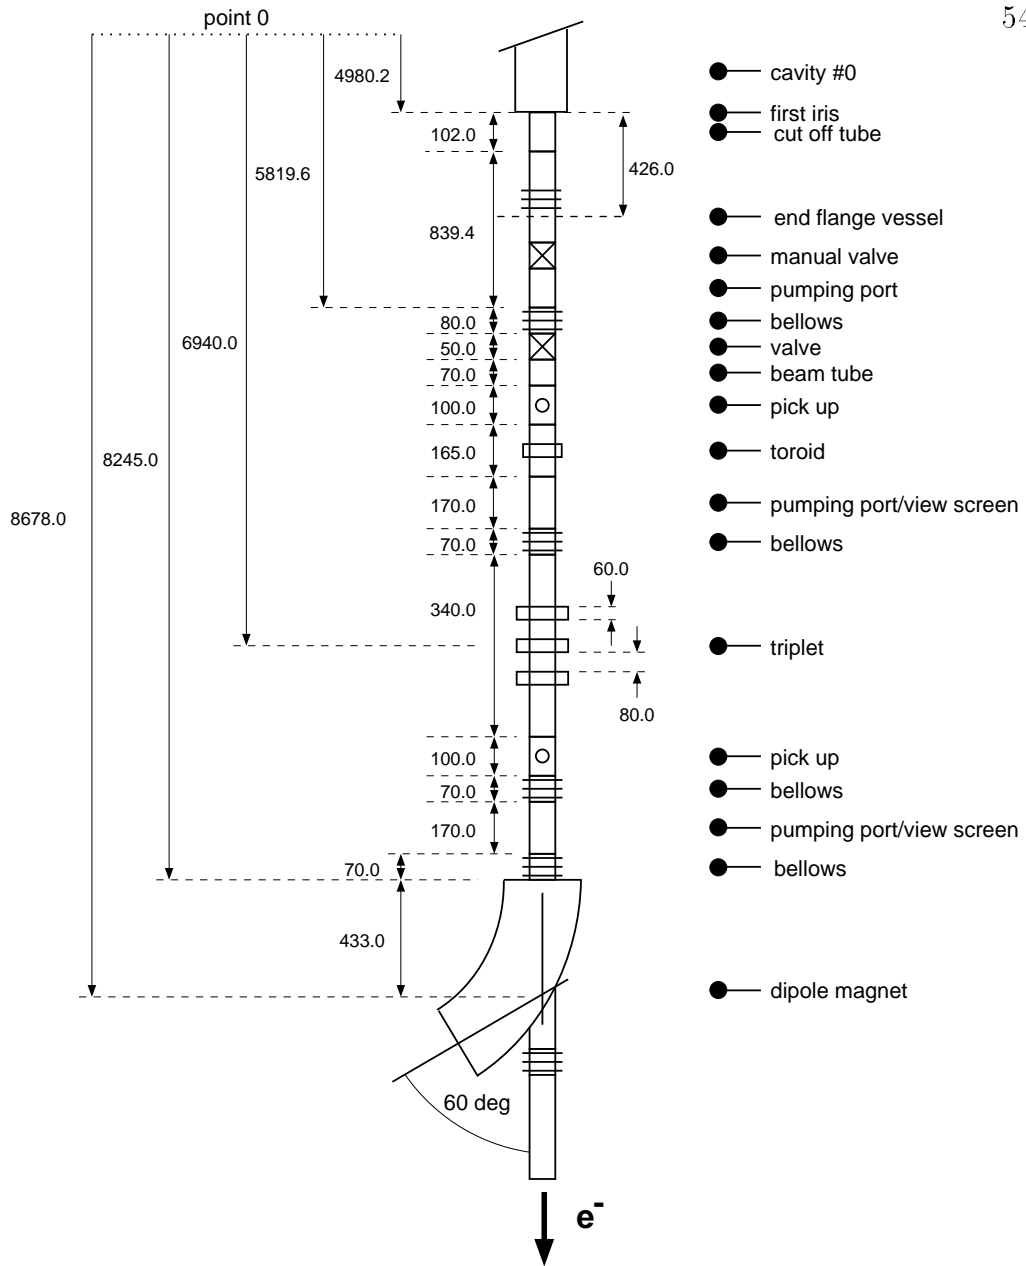 54
point 0
4980.2
cavity #0
first iris
102.0
cut off tube
426.0
5819.6
end flange vessel
839.4
manual valve
pumping port
80.0
bellows
6940.0
50.0
valve
70.0
beam tube
100.0
pick up
8245.0
165.0
toroid
170.0
pumping port/view screen
8678.0
70.0
bellows
60.0
340.0
triplet
80.0
100.0
pick up
70.0
bellows
170.0
pumping port/view screen
70.0
bellows
433.0
dipole magnet
60 deg
e-